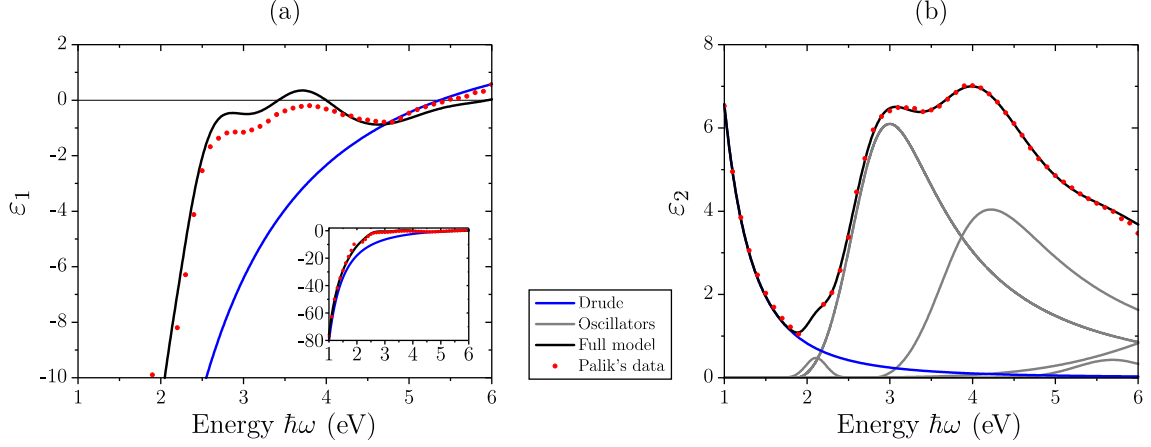 (a)
2
0
-2
-4
-6
-8
-10
ε1
0
-20
-40
-60
-80
1 2 3 4 5 6
1 2 3 4 5 6
Energy ħω (eV)
Drude
Oscillators
Full model
Palik's data
(b)
8
6
4
2
0
ε2
1 2 3 4 5 6
Energy ħω (eV)